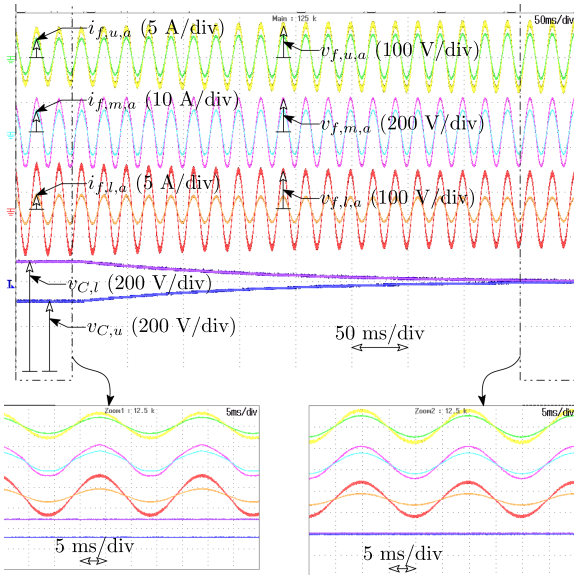 Main : 125 k
50ms/div
i_{f,u,a} (5 A/div)
v_{f,u,a} (100 V/div)
i_{f,m,a} (10 A/div)
v_{f,m,a} (200 V/div)
i_{f,l,a} (5 A/div)
v_{f,l,a} (100 V/div)
v_{C,l} (200 V/div)
v_{C,u} (200 V/div)
50 ms/div
Zoom1 : 12.5 k
5ms/div
5 ms/div
Zoom2 : 12.5 k
5ms/div
5 ms/div